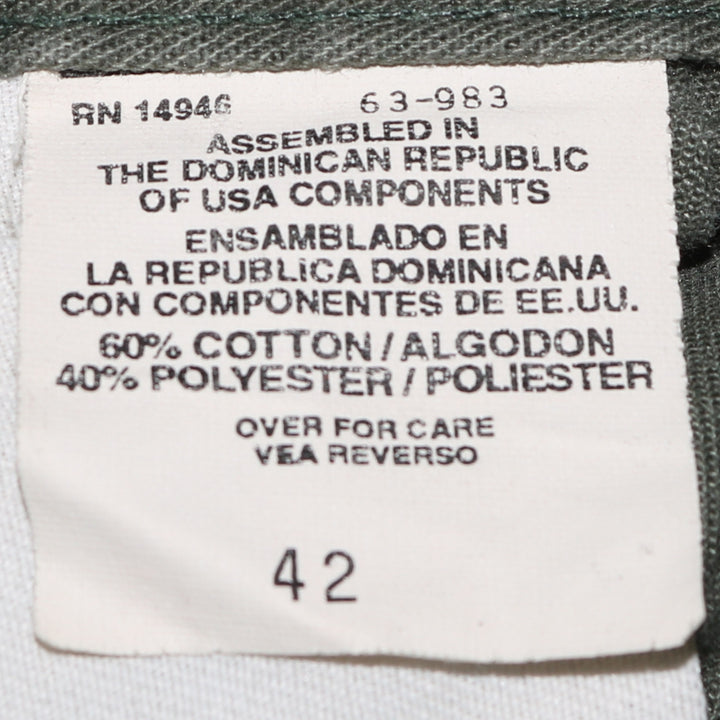 RN 14946 63-983
ASSEMBLED IN
THE DOMINICAN REPUBLIC
OF USA COMPONENTS
ENSAMBLADO EN
LA REPUBLICA DOMINICANA
CON COMPONENTES DE EE.UU.
60% COTTON/ALGODON
40% POLYESTER/POLIESTER
OVER FOR CARE
VEA REVERSO
42